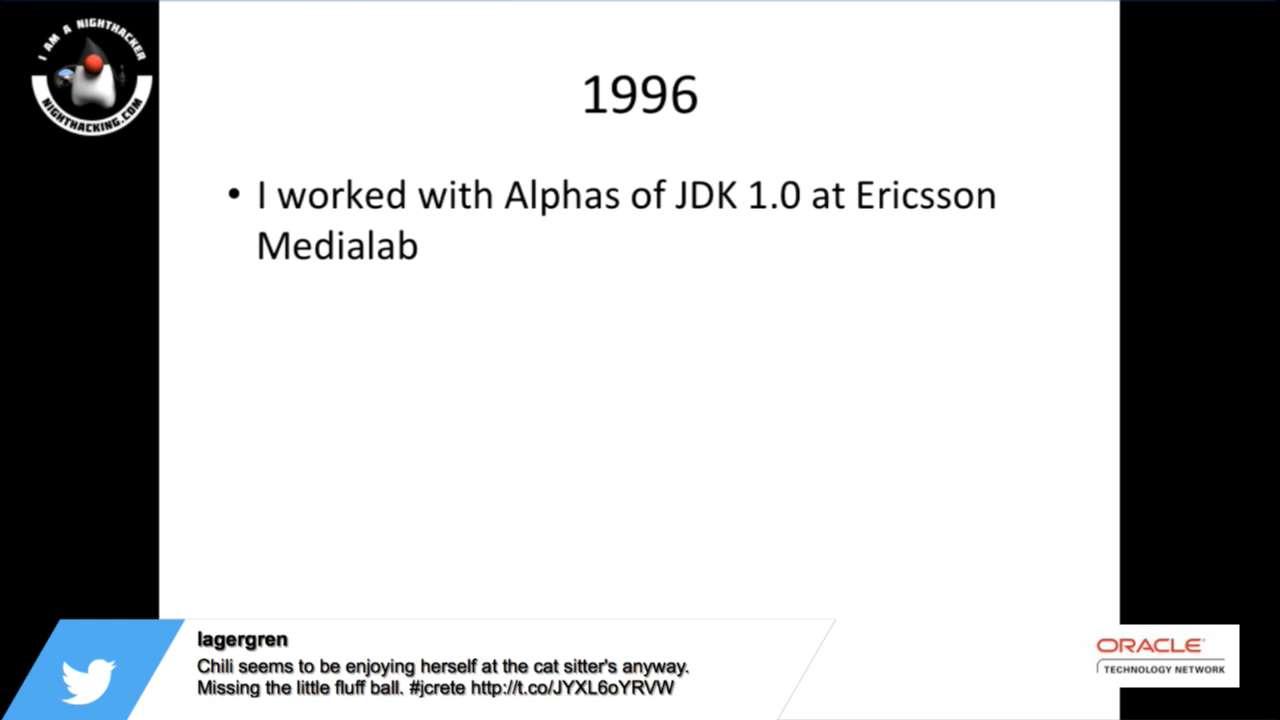 I AM A NIGHTHACKER
NIGHTHACKING.COM
1996
• I worked with Alphas of JDK 1.0 at Ericsson
Medialab
lagergren
Chili seems to be enjoying herself at the cat sitter's anyway.
Missing the little fluff ball. #jcrete http://t.co/JYXL6oYRVW
ORACLE
TECHNOLOGY NETWORK